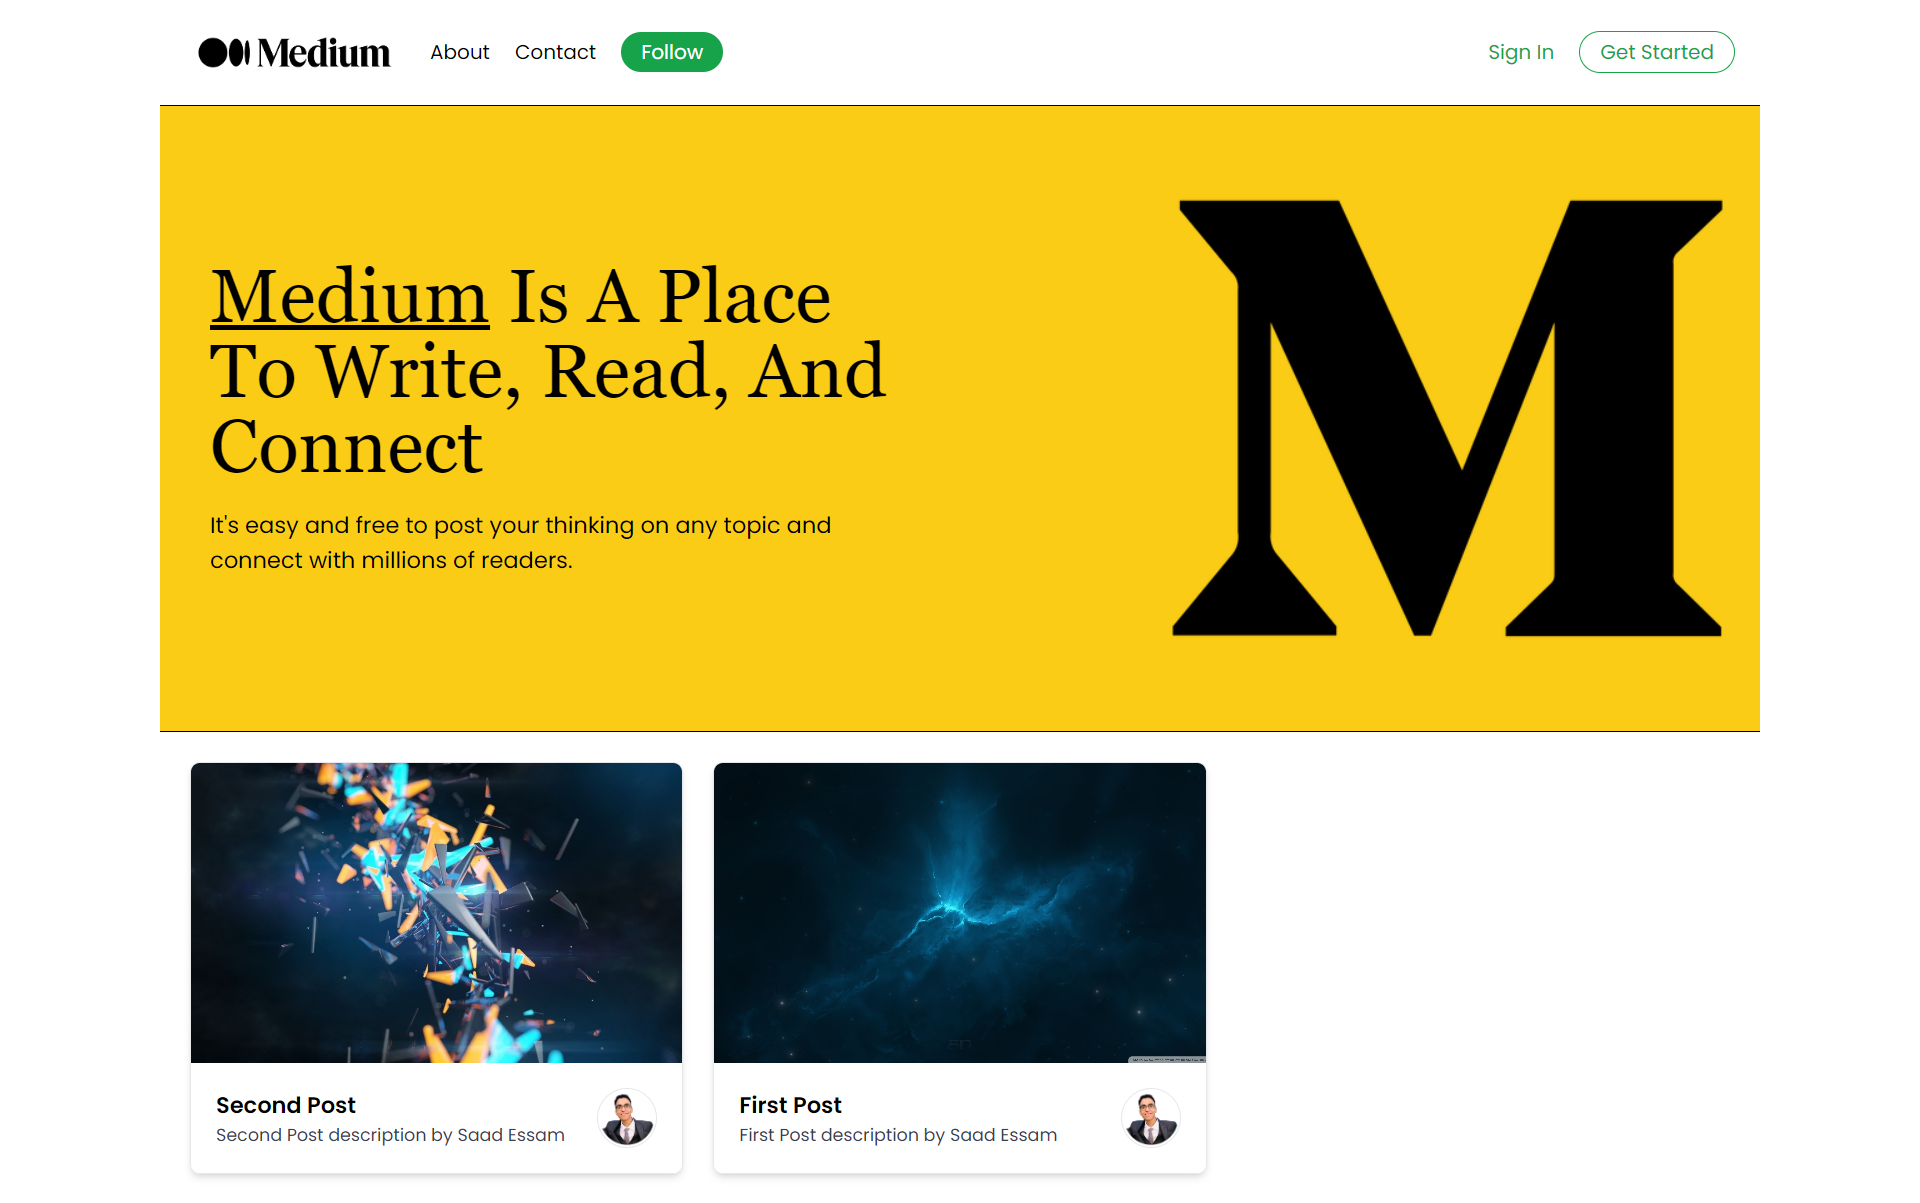 Medium
About
Contact
Follow
Sign In
Get Started
Medium Is A Place
To Write, Read, And
Connect
It's easy and free to post your thinking on any topic and
connect with millions of readers.
M
Second Post
Second Post description by Saad Essam
First Post
First Post description by Saad Essam